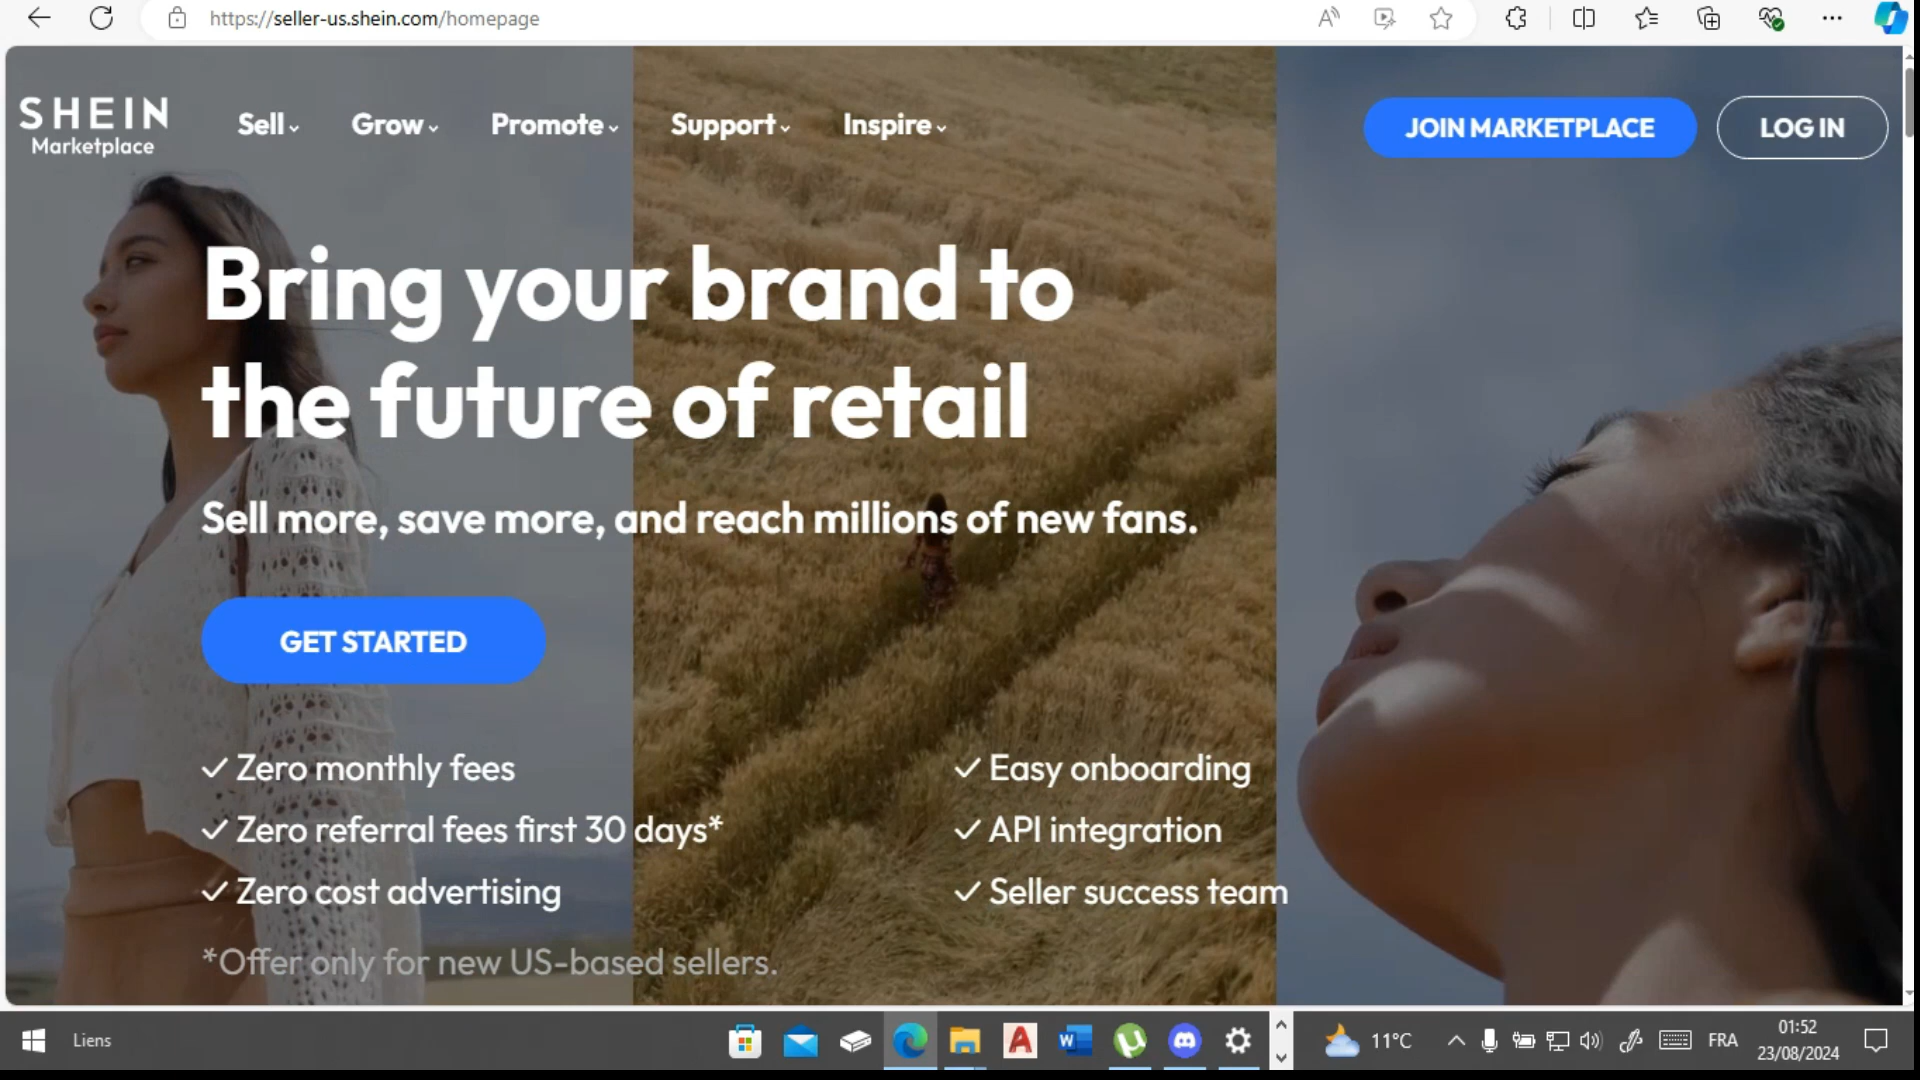 https://seller-us.shein.com/homepage
SHEIN
Marketplace
Sell
Grow
Promote
Support
Inspire
JOIN MARKETPLACE
LOG IN
Bring your brand to
the future of retail
Sell more, save more, and reach millions of new fans.
GET STARTED
✓ Zero monthly fees
✓ Easy onboarding
✓ Zero referral fees first 30 days*
✓ API integration
✓ Zero cost advertising
✓ Seller success team
*Offer only for new US-based sellers.
Liens
11°C
FRA
01:52
23/08/2024